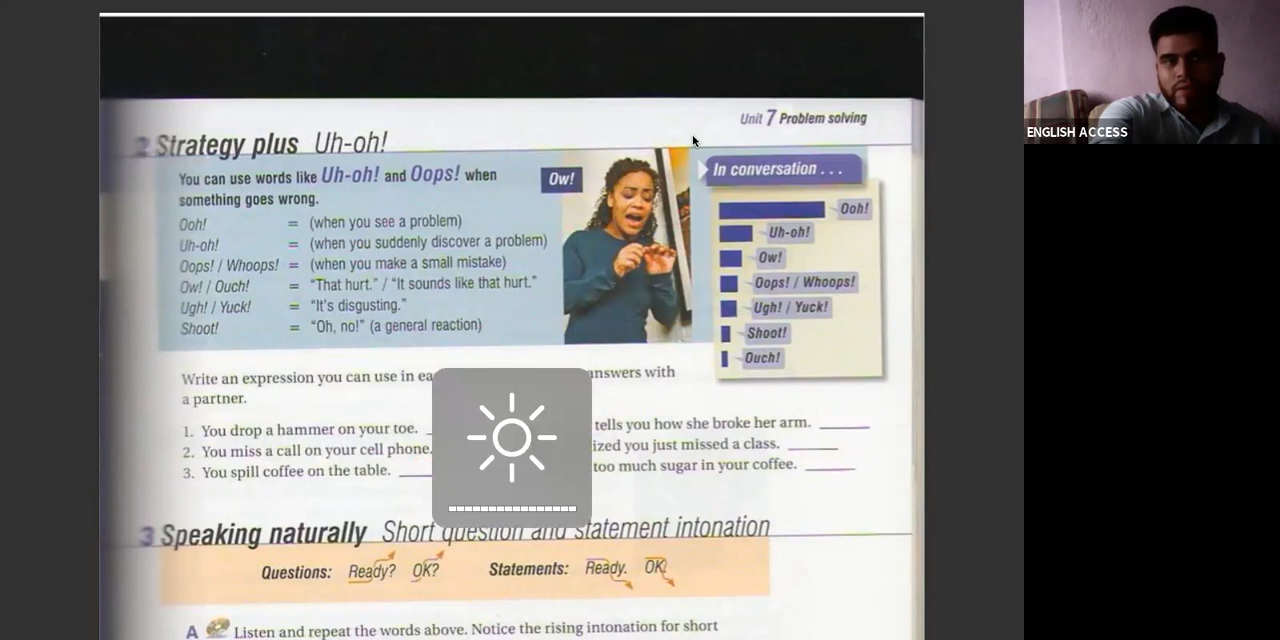 Unit 7 Problem solving
2 Strategy plus Uh-oh!
You can use words like Uh-oh! and Oops! when
something goes wrong.
Ooh! = (when you see a problem)
Uh-oh! = (when you suddenly discover a problem)
Oops! / Whoops! = (when you make a small mistake)
Ow! / Ouch! = "That hurt." / "It sounds like that hurt."
Ugh! / Yuck! = "It's disgusting."
Shoot! = "Oh, no!" (a general reaction)
Ow!
In conversation . . .
Ooh!
Uh-oh!
Ow!
Oops! / Whoops!
Ugh! / Yuck!
Shoot!
Ouch!
Write an expression you can use in answers with
a partner.
1. You drop a hammer on your toe. tells you how she broke her arm.
2. You miss a call on your cell phone. you just missed a class.
3. You spill coffee on the table. too much sugar in your coffee.
3 Speaking naturally Short question and statement intonation
Questions: Ready? OK? Statements: Ready. OK.
A Listen and repeat the words above. Notice the rising intonation for short
ENGLISH ACCESS